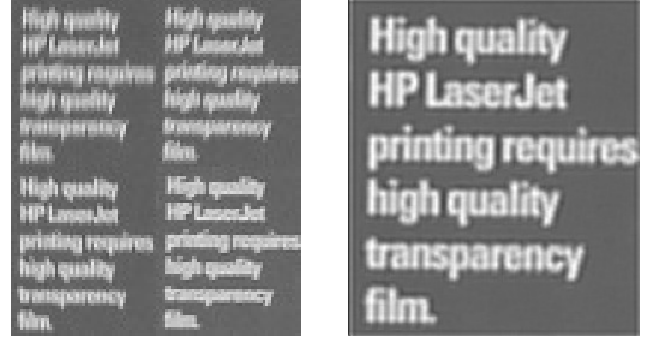 High quality
HP LaserJet
printing requires
high quality
transparency
film.
High quality
HP LaserJet
printing requires
high quality
transparency
film.
High quality
HP LaserJet
printing requires
high quality
transparency
film.
High quality
HP LaserJet
printing requires
high quality
transparency
film.
High quality
HP LaserJet
printing requires
high quality
transparency
film.